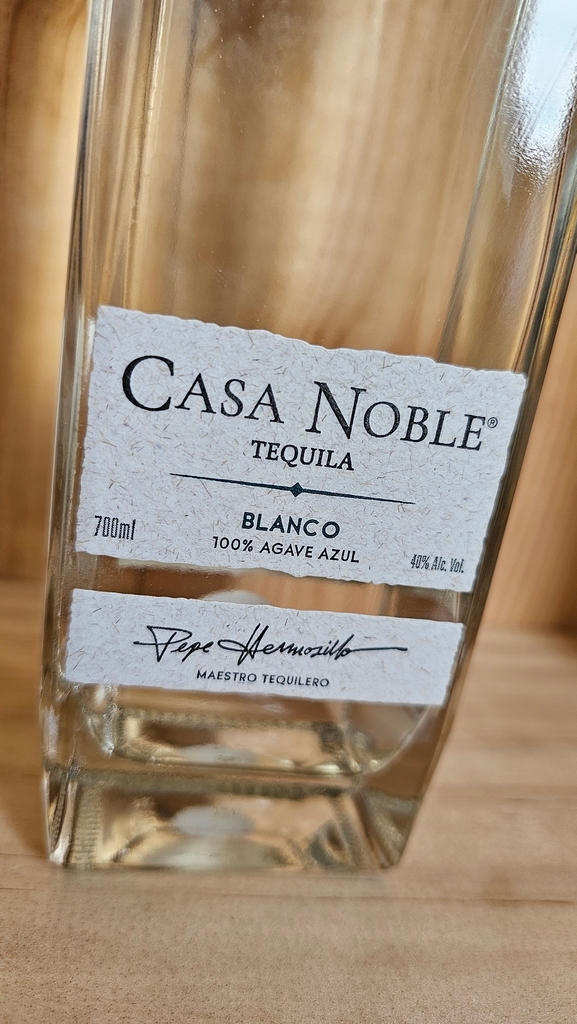 CASA NOBLE®
TEQUILA
BLANCO
700ml
100% AGAVE AZUL
40% Alc. Vol.
Pepe Hermosillo
MAESTRO TEQUILERO